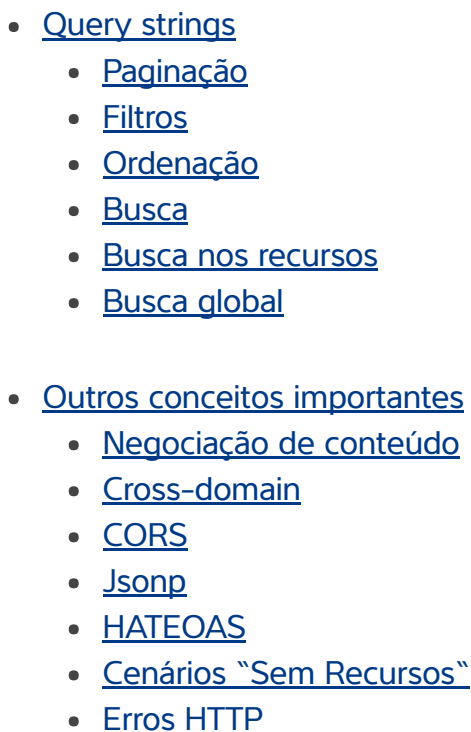 Query strings
Paginação
Filtros
Ordenação
Busca
Busca nos recursos
Busca global
Outros conceitos importantes
Negociação de conteúdo
Cross-domain
CORS
Jsonp
HATEOAS
Cenários `Sem Recursos`
Erros HTTP